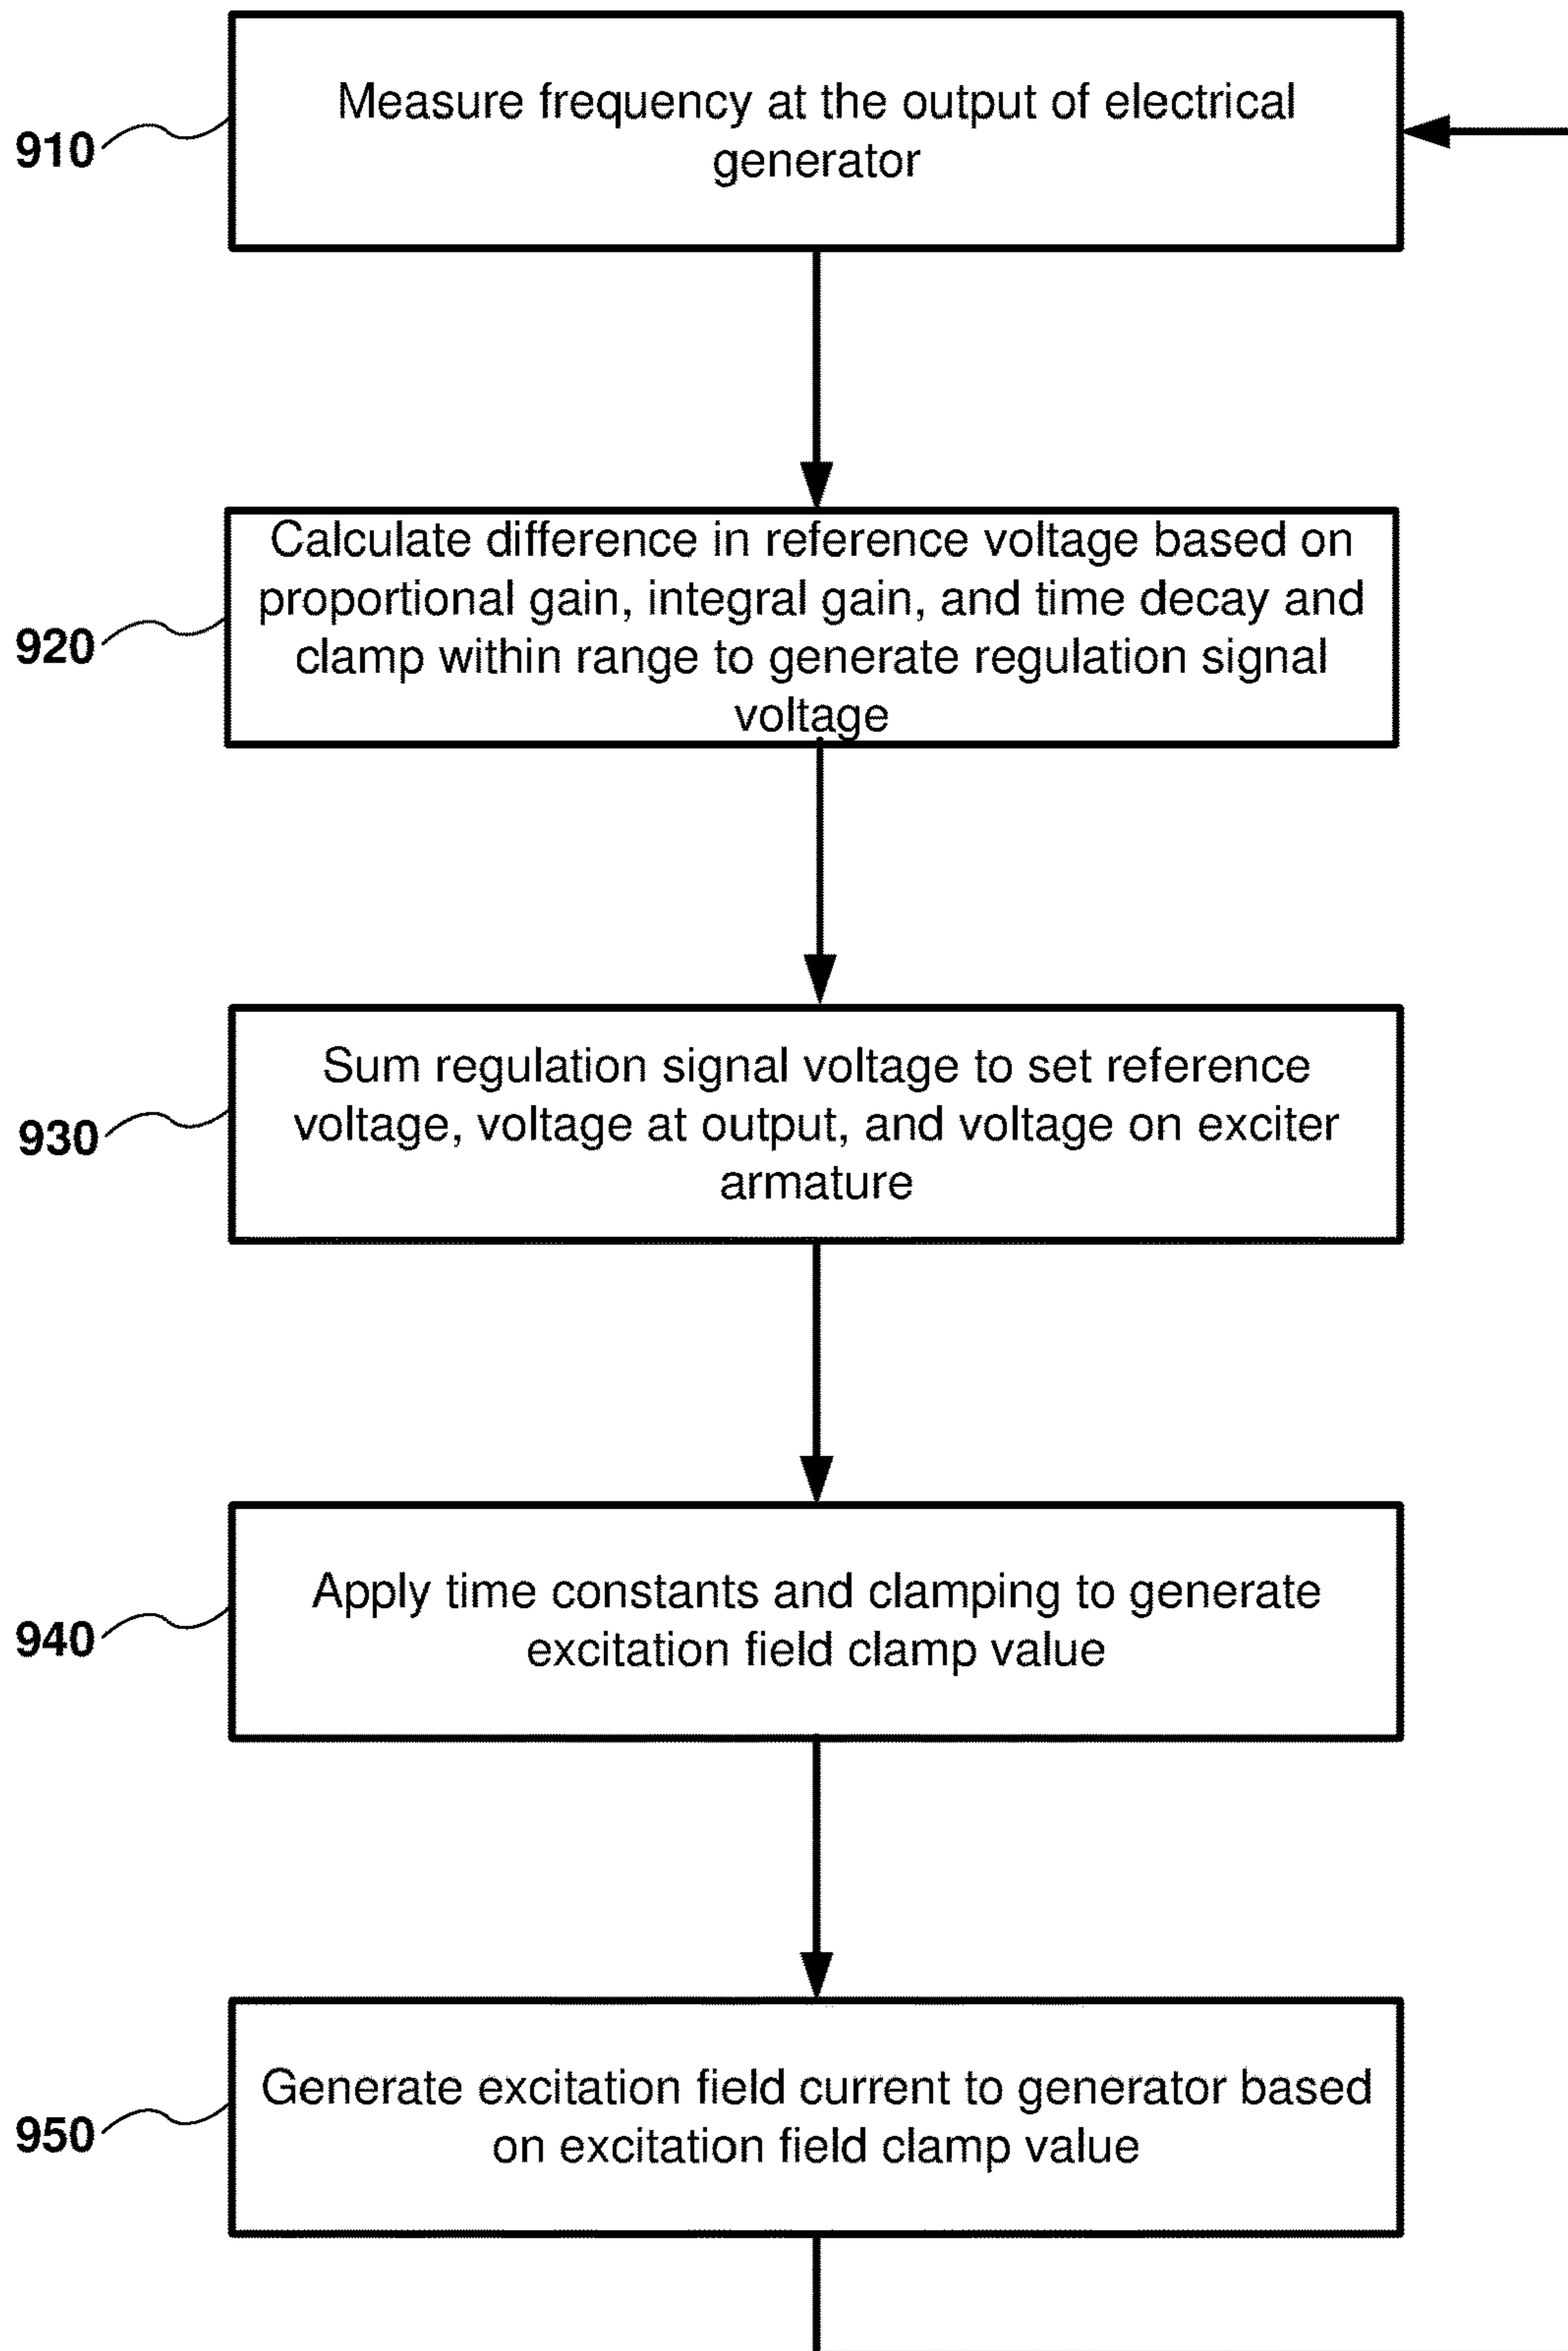 Measure frequency at the output of electrical
generator
910
Calculate difference in reference voltage based on
proportional gain, integral gain, and time decay and
clamp within range to generate regulation signal
voltage
920
Sum regulation signal voltage to set reference
voltage, voltage at output, and voltage on exciter
armature
930
Apply time constants and clamping to generate
excitation field clamp value
940
Generate excitation field current to generator based
on excitation field clamp value
950